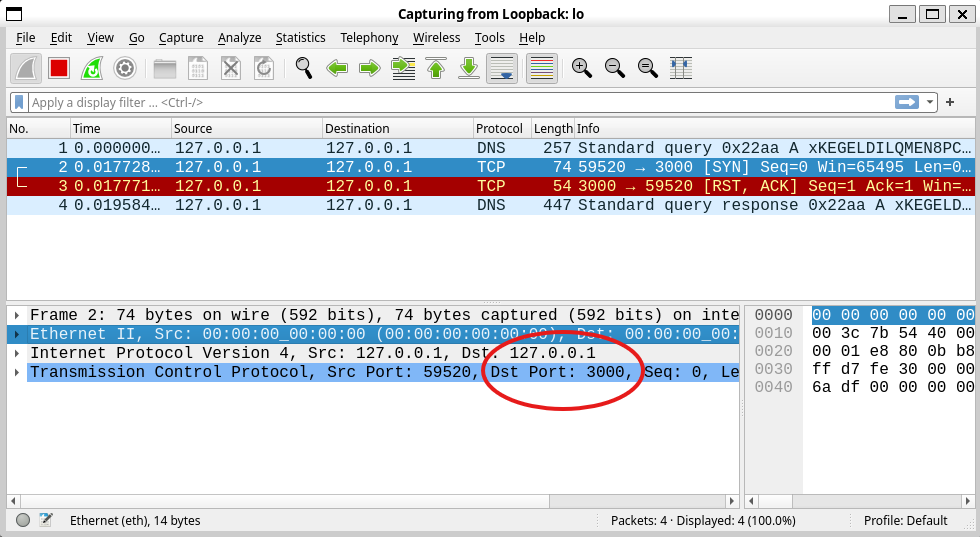 Capturing from Loopback: lo
File Edit View Go Capture Analyze Statistics Telephony Wireless Tools Help
Apply a display filter ... <Ctrl-/>
No. Time Source Destination Protocol Length Info
1 0.000000… 127.0.0.1 127.0.0.1 DNS 257 Standard query 0x22aa A xKEGELDILQMEN8PC…
2 0.017728… 127.0.0.1 127.0.0.1 TCP 74 59520 → 3000 [SYN] Seq=0 Win=65495 Len=0…
3 0.017771… 127.0.0.1 127.0.0.1 TCP 54 3000 → 59520 [RST, ACK] Seq=1 Ack=1 Win=…
4 0.019584… 127.0.0.1 127.0.0.1 DNS 447 Standard query response 0x22aa A xKEGELD…
Frame 2: 74 bytes on wire (592 bits), 74 bytes captured (592 bits) on inte
Ethernet II, Src: 00:00:00_00:00:00 (00:00:00:00:00:00), Dst: 00:00:00_00:
Internet Protocol Version 4, Src: 127.0.0.1, Dst: 127.0.0.1
Transmission Control Protocol, Src Port: 59520, Dst Port: 3000, Seq: 0, Le
0000 00 00 00 00 00 00
0010 00 3c 7b 54 40 00
0020 00 01 e8 80 0b b8
0030 ff d7 fe 30 00 00
0040 6a df 00 00 00 00
Ethernet (eth), 14 bytes
Packets: 4 · Displayed: 4 (100.0%)
Profile: Default